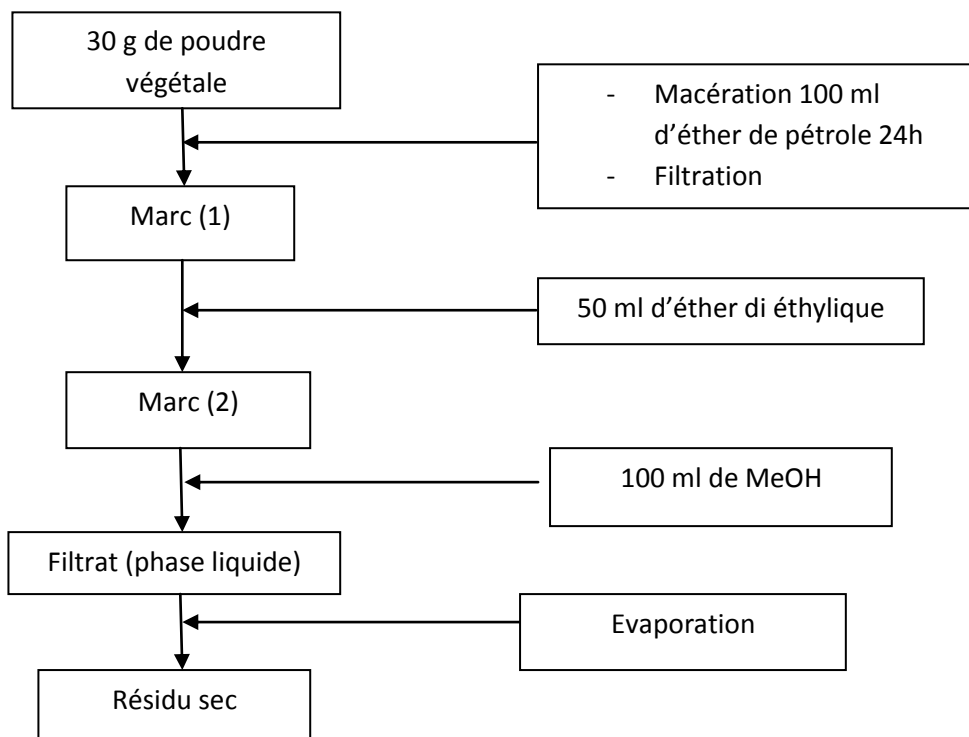 30 g de poudre
végétale
- Macération 100 ml
d’éther de pétrole 24h
- Filtration
Marc (1)
50 ml d’éther di éthylique
Marc (2)
100 ml de MeOH
Filtrat (phase liquide)
Evaporation
Résidu sec